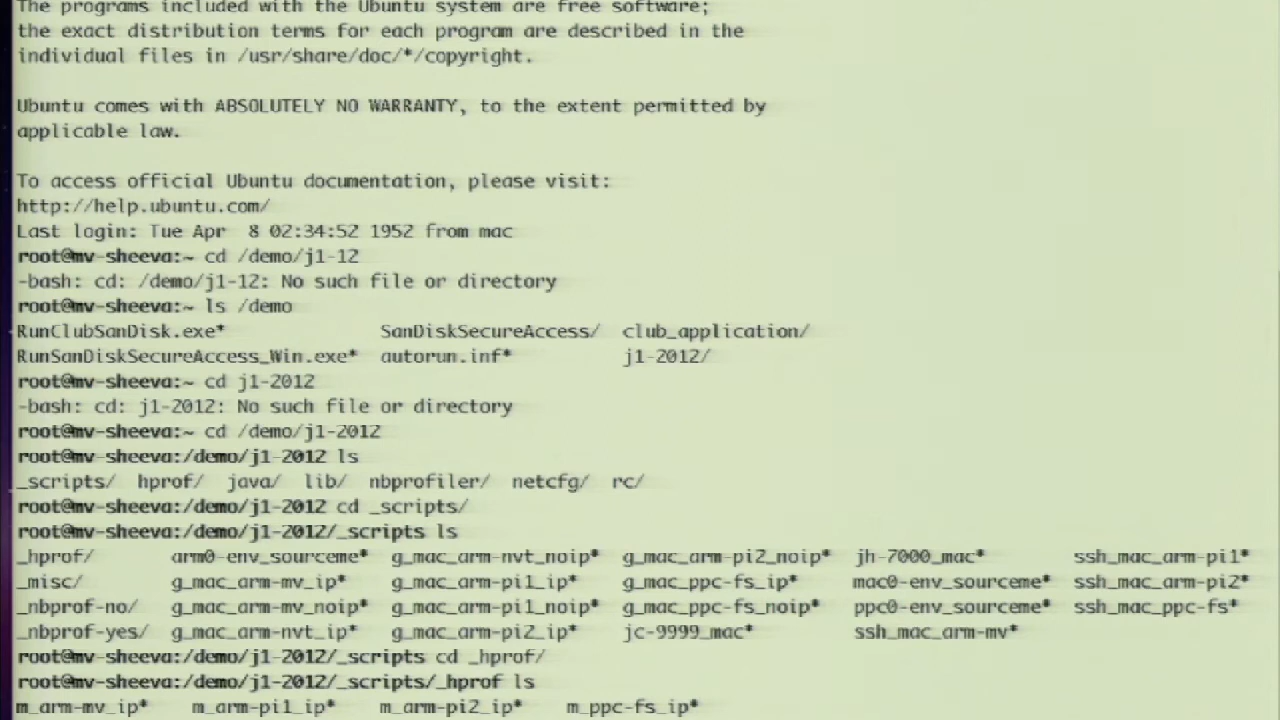 The programs included with the Ubuntu system are free software;
the exact distribution terms for each program are described in the
individual files in /usr/share/doc/*/copyright.
Ubuntu comes with ABSOLUTELY NO WARRANTY, to the extent permitted by
applicable law.
To access official Ubuntu documentation, please visit:
http://help.ubuntu.com/
Last login: Tue Apr  8 02:34:52 1952 from mac
root@mv-sheeva:~ cd /demo/j1-12
-bash: cd: /demo/j1-12: No such file or directory
root@mv-sheeva:~ ls /demo
RunClubSanDisk.exe*              SanDiskSecureAccess/  club_application/
RunSanDiskSecureAccess_Win.exe*  autorun.inf*          j1-2012/
root@mv-sheeva:~ cd j1-2012
-bash: cd: j1-2012: No such file or directory
root@mv-sheeva:~ cd /demo/j1-2012
root@mv-sheeva:/demo/j1-2012 ls
_scripts/  hprof/  java/  lib/  nbprofiler/  netcfg/  rc/
root@mv-sheeva:/demo/j1-2012 cd _scripts/
root@mv-sheeva:/demo/j1-2012/_scripts ls
_hprof/       arm0-env_sourceme*  g_mac_arm-nvt_noip*  g_mac_arm-pi2_noip*  jh-7000_mac*        ssh_mac_arm-pi1*
_misc/        g_mac_arm-mv_ip*    g_mac_arm-pi1_ip*    g_mac_ppc-fs_ip*     mac0-env_sourceme*  ssh_mac_arm-pi2*
_nbprof-no/   g_mac_arm-mv_noip*  g_mac_arm-pi1_noip*  g_mac_ppc-fs_noip*   ppc0-env_sourceme*  ssh_mac_ppc-fs*
_nbprof-yes/  g_mac_arm-nvt_ip*   g_mac_arm-pi2_ip*    jc-9999_mac*         ssh_mac_arm-mv*
root@mv-sheeva:/demo/j1-2012/_scripts cd _hprof/
root@mv-sheeva:/demo/j1-2012/_scripts/_hprof ls
m_arm-mv_ip*    m_arm-pi1_ip*    m_arm-pi2_ip*    m_ppc-fs_ip*